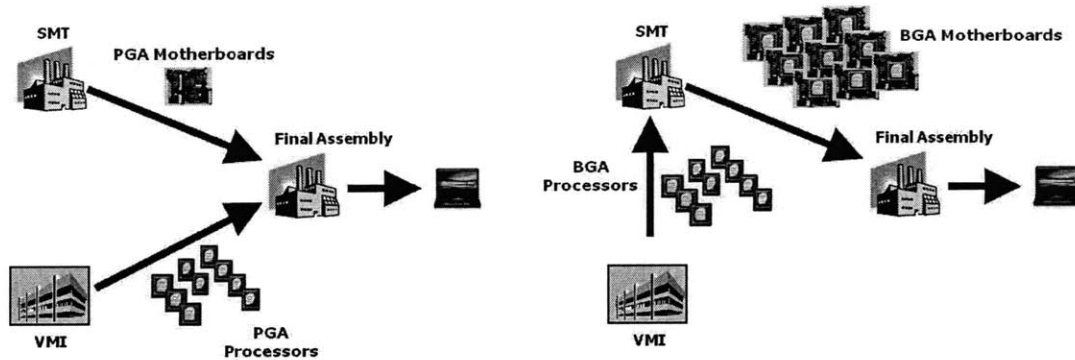 SMT
PGA Motherboards
Final Assembly
VMI
PGA
Processors
SMT
BGA Motherboards
BGA
Processors
Final Assembly
VMI